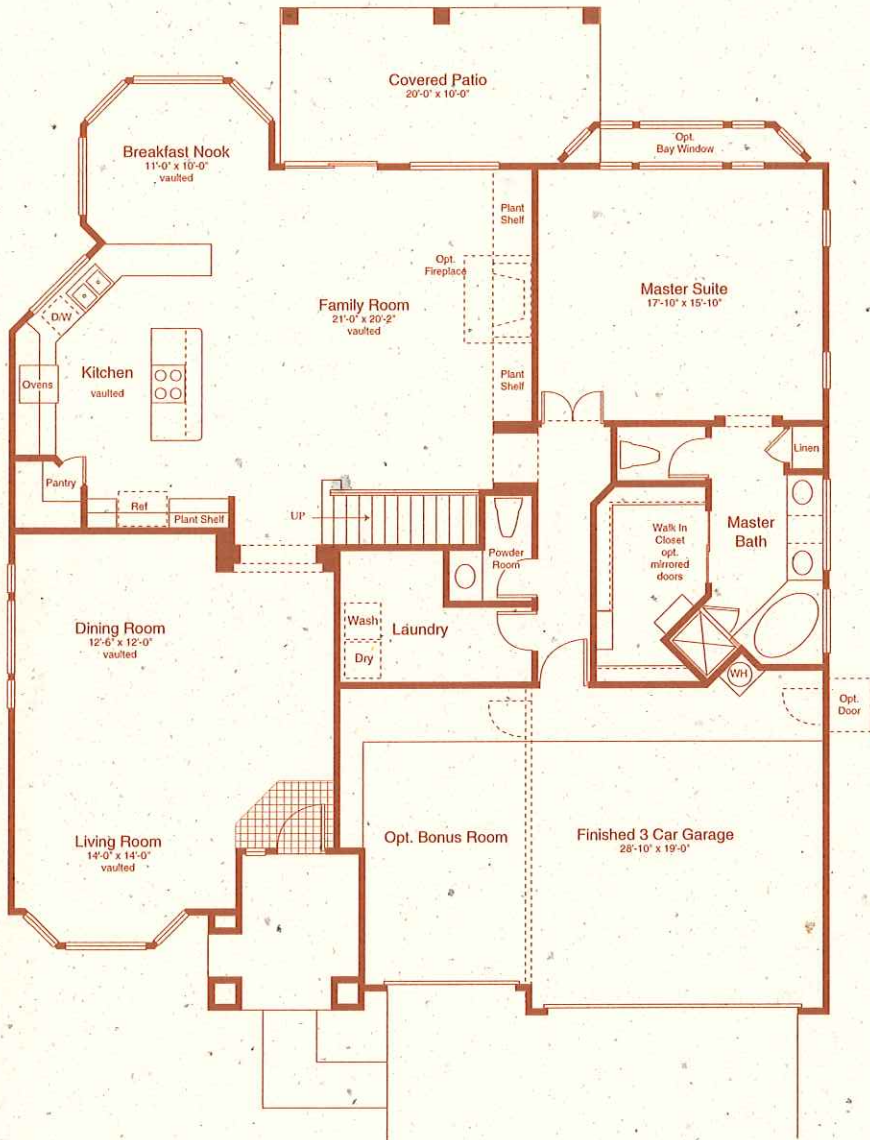 Covered Patio
20'-0" x 10'-0"
Opt.
Bay Window
Breakfast Nook
11'-0" x 10'-0"
vaulted
Plant
Shelf
Opt.
Fireplace
Master Suite
17'-10" x 15'-10"
Family Room
21'-0" x 20'-2"
vaulted
D/W
Kitchen
vaulted
Ovens
Plant
Shelf
Linen
Pantry
Ref
Plant Shelf
UP
Powder
Room
Walk In
Closet
opt.
mirrored
doors
Master
Bath
Wash
Laundry
Dry
Dining Room
12'-6" x 12'-0"
vaulted
WH
Opt.
Door
Living Room
14'-0" x 14'-0"
vaulted
Opt. Bonus Room
Finished 3 Car Garage
28'-10" x 19'-0"